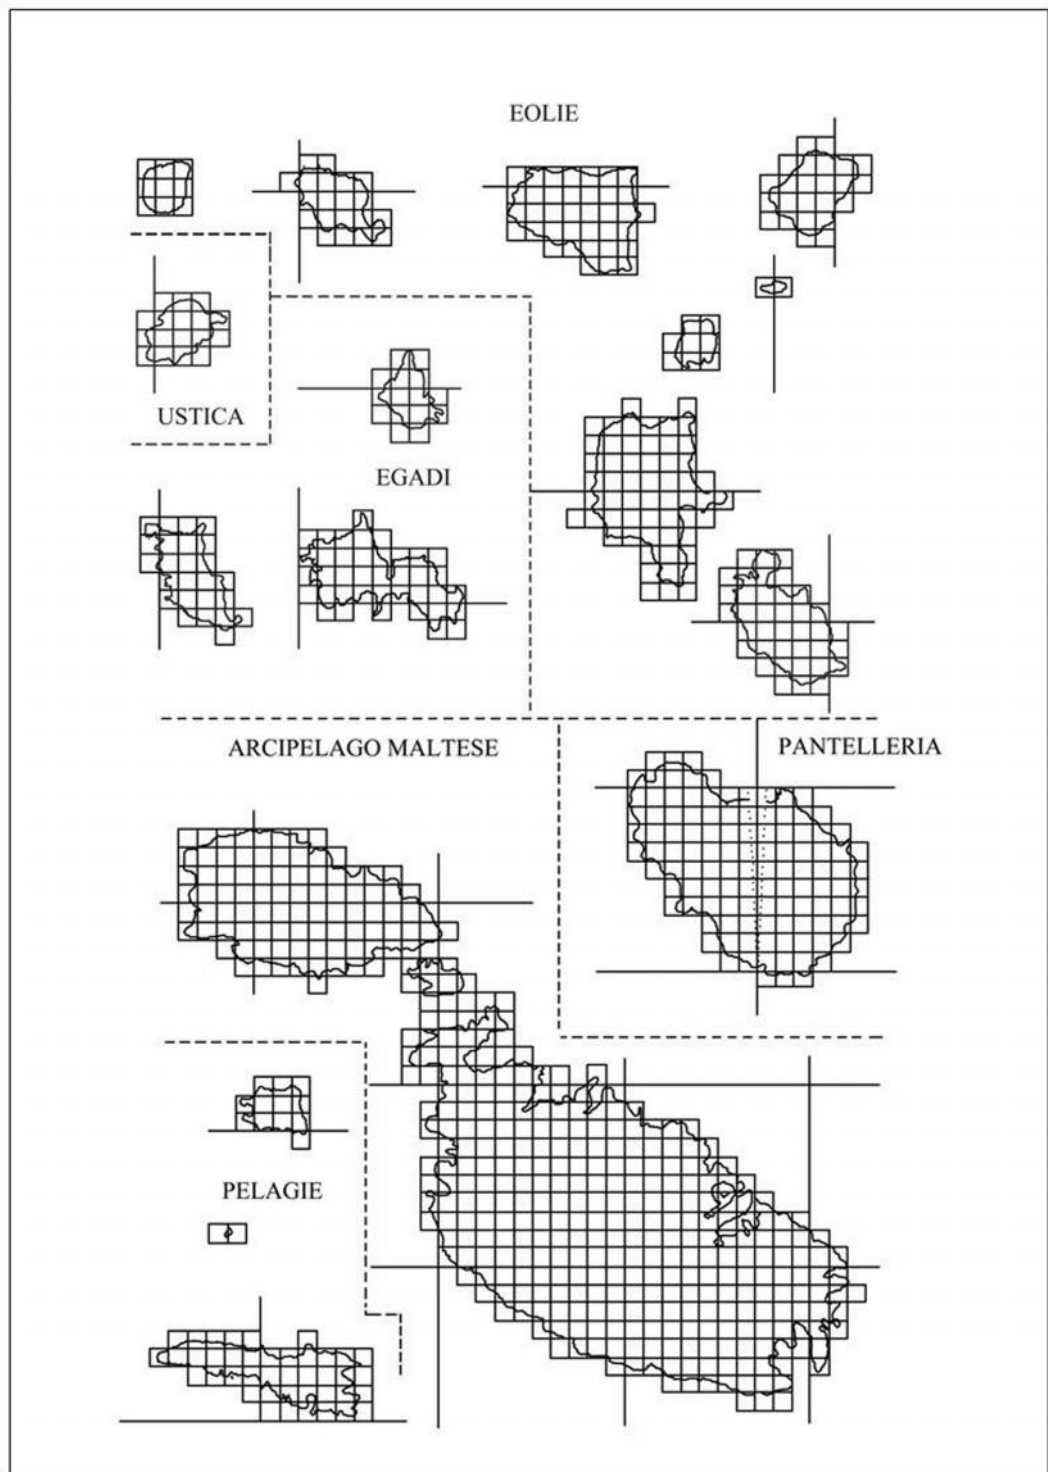 EOLIE
USTICA
EGADI
ARCIPELAGO MALTESE
PANTELLERIA
PELAGIE